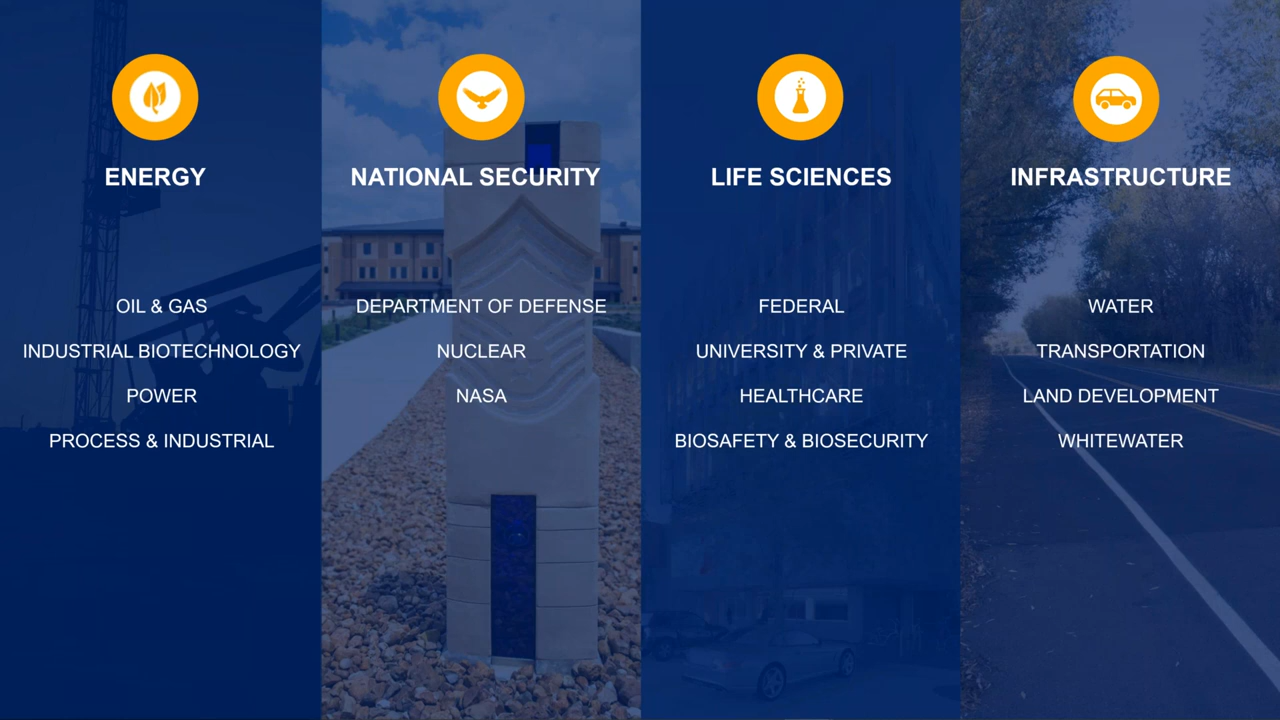 ENERGY
OIL & GAS
INDUSTRIAL BIOTECHNOLOGY
POWER
PROCESS & INDUSTRIAL
NATIONAL SECURITY
DEPARTMENT OF DEFENSE
NUCLEAR
NASA
LIFE SCIENCES
FEDERAL
UNIVERSITY & PRIVATE
HEALTHCARE
BIOSAFETY & BIOSECURITY
INFRASTRUCTURE
WATER
TRANSPORTATION
LAND DEVELOPMENT
WHITEWATER